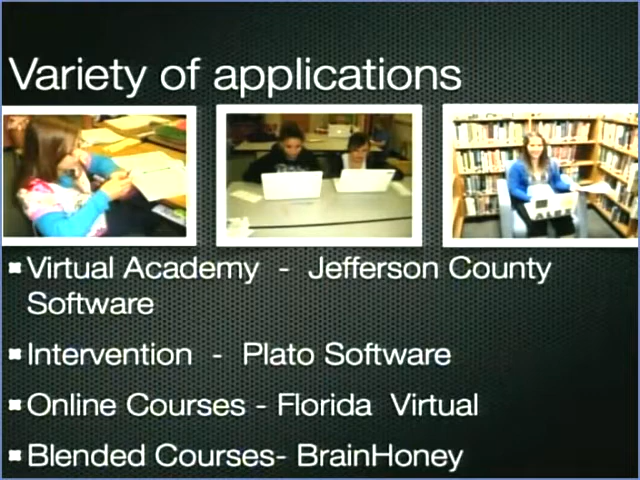 Variety of applications
Virtual Academy - Jefferson County
Software
Intervention - Plato Software
Online Courses - Florida Virtual
Blended Courses- BrainHoney